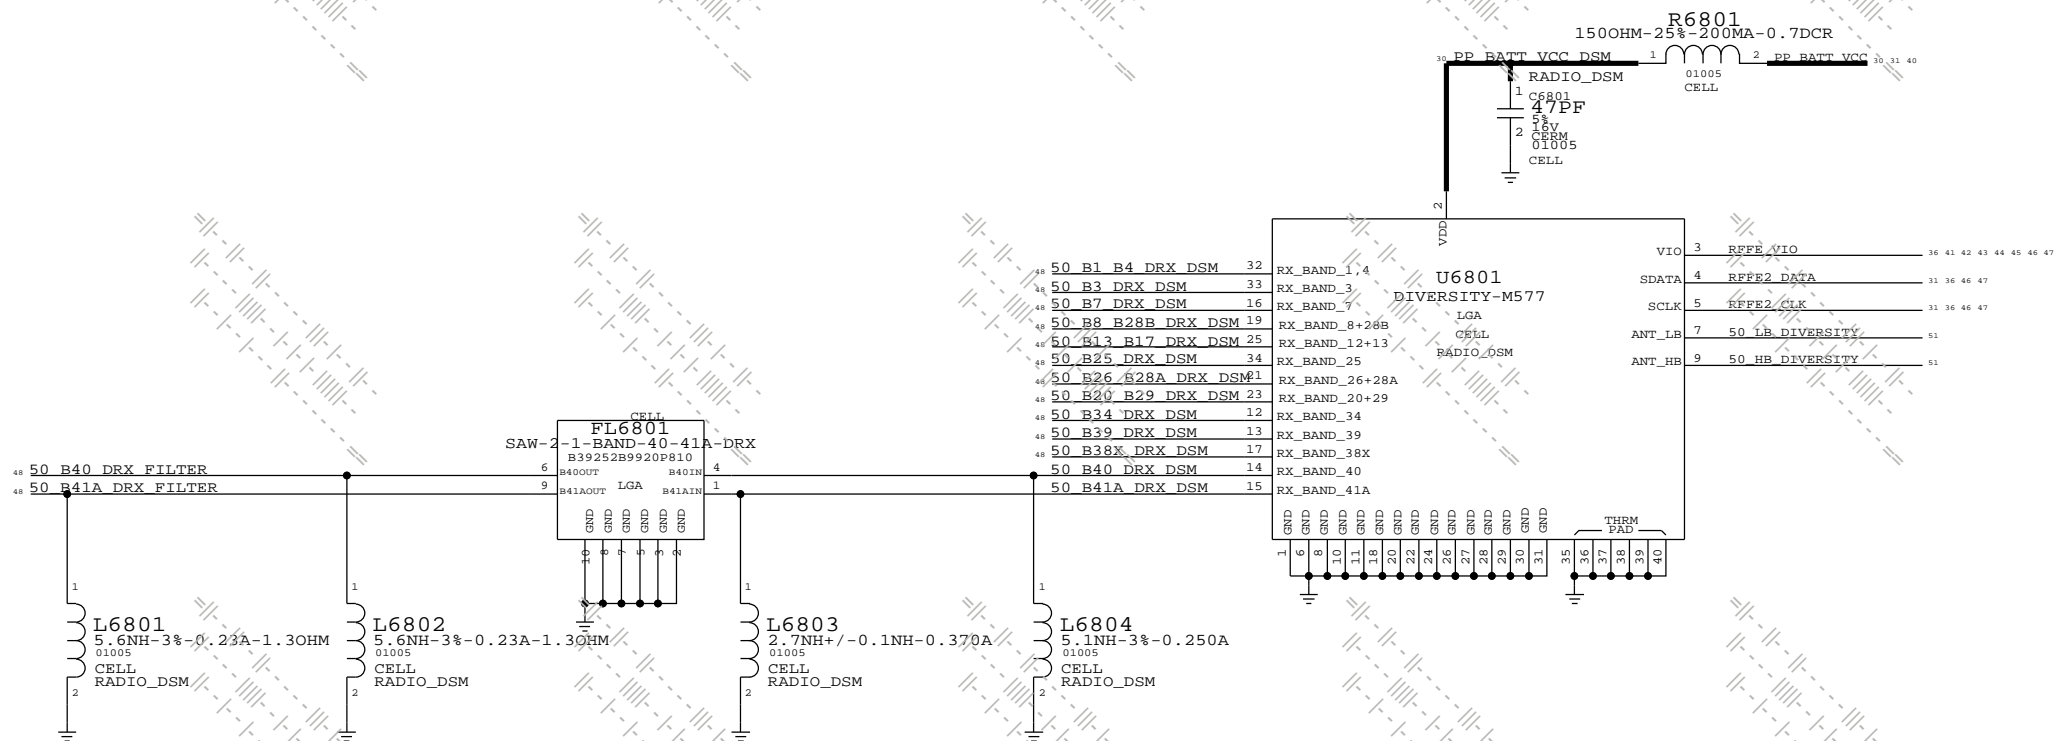 R6801
150OHM-25%-200MA-0.7DCR
30 PP_BATT_VCC_DSM 1 2 PP_BATT_VCC 30 31 40
RADIO_DSM
01005
CELL
1 C6801
47PF
5%
16V
2 CERM
01005
CELL
2
VDD
U6801
DIVERSITY-M577
LGA
CELL
RADIO_DSM
VIO 3 RFFE_VIO 36 41 42 43 44 45 46 47
SDATA 4 RFFE2_DATA 31 36 46 47
SCLK 5 RFFE2_CLK 31 36 46 47
ANT_LB 7 50_LB_DIVERSITY 51
ANT_HB 9 50_HB_DIVERSITY 51
48 50_B1_B4_DRX_DSM 32 RX_BAND_1,4
48 50_B3_DRX_DSM 33 RX_BAND_3
48 50_B7_DRX_DSM 16 RX_BAND_7
48 50_B8_B28B_DRX_DSM 19 RX_BAND_8+28B
48 50_B13_B17_DRX_DSM 25 RX_BAND_12+13
48 50_B25_DRX_DSM 34 RX_BAND_25
48 50_B26_B28A_DRX_DSM 21 RX_BAND_26+28A
48 50_B20_B29_DRX_DSM 23 RX_BAND_20+29
48 50_B34_DRX_DSM 12 RX_BAND_34
48 50_B39_DRX_DSM 13 RX_BAND_39
48 50_B38X_DRX_DSM 17 RX_BAND_38X
50_B40_DRX_DSM 14 RX_BAND_40
50_B41A_DRX_DSM 15 RX_BAND_41A
GND GND GND GND GND GND GND GND GND GND GND GND GND GND GND
1 6 8 10 11 18 20 22 24 26 27 28 29 30 31
THRM
PAD
35 36 37 38 39 40
CELL
FL6801
SAW-2-1-BAND-40-41A-DRX
B39252B9920P810
LGA
48 50_B40_DRX_FILTER 6 B40OUT B40IN 4
48 50_B41A_DRX_FILTER 9 B41AOUT B41AIN 1
GND GND GND GND GND GND
10 8 7 5 3 2
1
L6801
5.6NH-3%-0.23A-1.3OHM
01005
CELL
RADIO_DSM
2
1
L6802
5.6NH-3%-0.23A-1.3OHM
01005
CELL
RADIO_DSM
2
1
L6803
2.7NH+/-0.1NH-0.370A
01005
CELL
RADIO_DSM
2
1
L6804
5.1NH-3%-0.250A
01005
CELL
RADIO_DSM
2